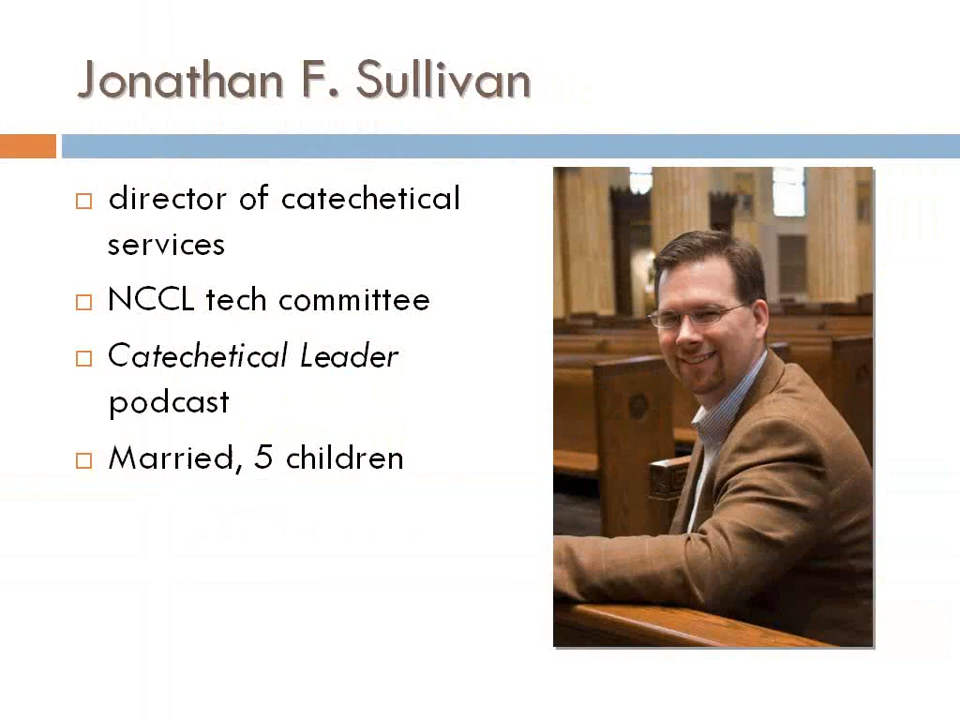 Jonathan F. Sullivan
director of catechetical
services
NCCL tech committee
Catechetical Leader
podcast
Married, 5 children